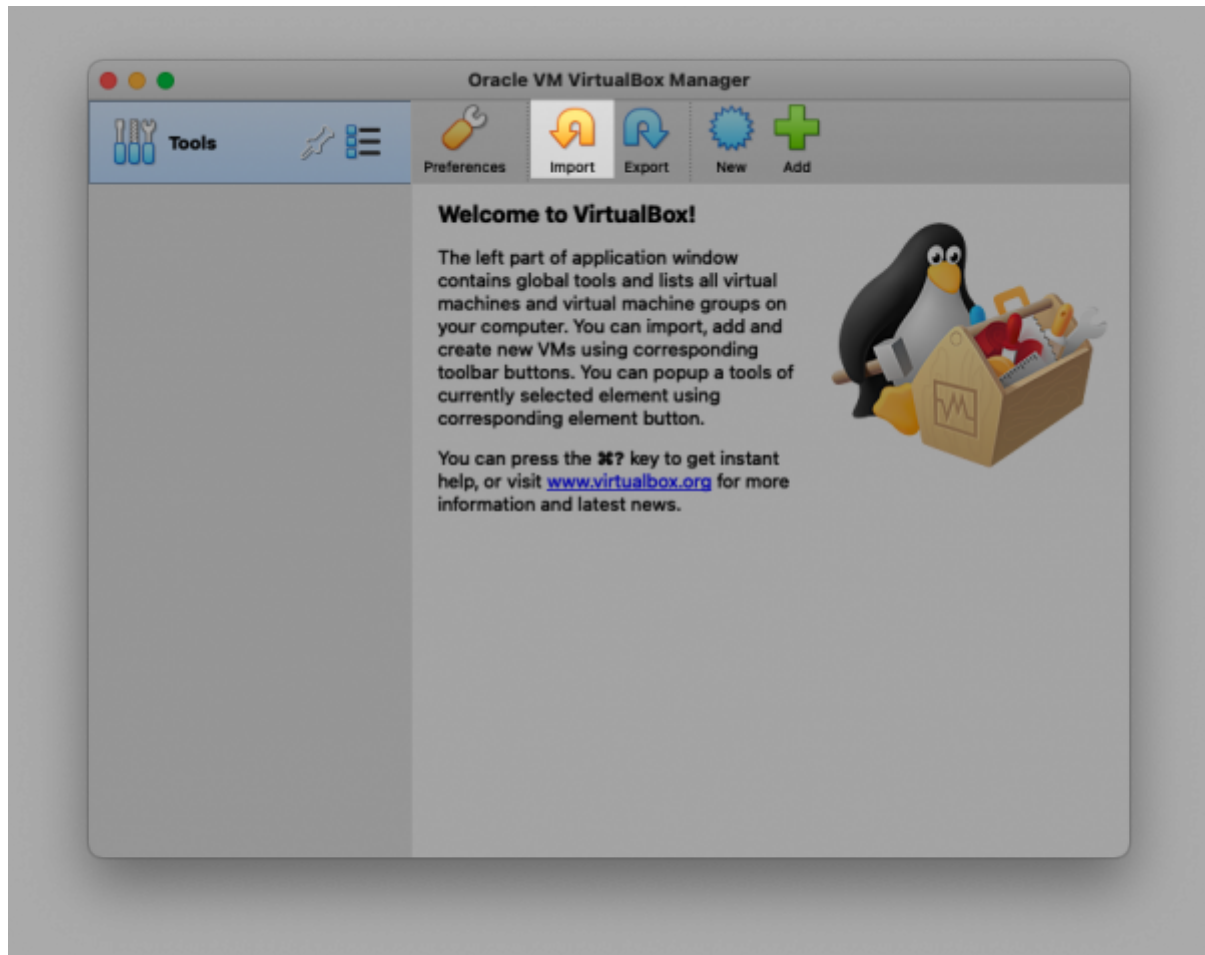 Oracle VM VirtualBox Manager
Tools
Preferences
Import
Export
New
Add
Welcome to VirtualBox!
The left part of application window
contains global tools and lists all virtual
machines and virtual machine groups on
your computer. You can import, add and
create new VMs using corresponding
toolbar buttons. You can popup a tools of
currently selected element using
corresponding element button.
You can press the ⌘? key to get instant
help, or visit www.virtualbox.org for more
information and latest news.